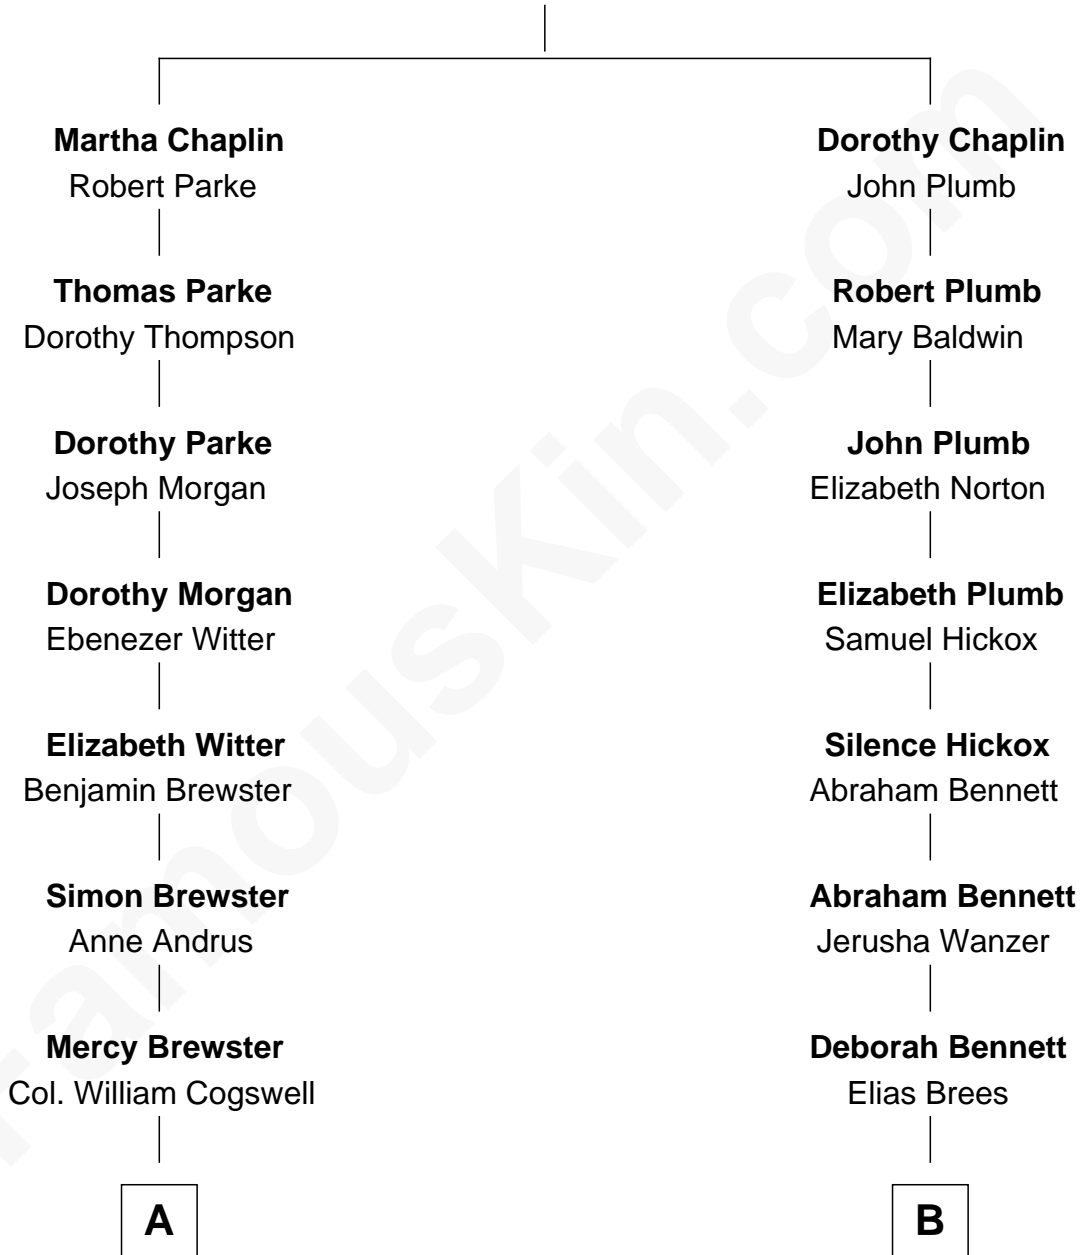 Martha Chaplin
Robert Parke
Thomas Parke
Dorothy Thompson
Dorothy Parke
Joseph Morgan
Dorothy Morgan
Ebenezer Witter
Elizabeth Witter
Benjamin Brewster
Simon Brewster
Anne Andrus
Mercy Brewster
Col. William Cogswell
A
Dorothy Chaplin
John Plumb
Robert Plumb
Mary Baldwin
John Plumb
Elizabeth Norton
Elizabeth Plumb
Samuel Hickox
Silence Hickox
Abraham Bennett
Abraham Bennett
Jerusha Wanzer
Deborah Bennett
Elias Brees
B
FamousKin.com